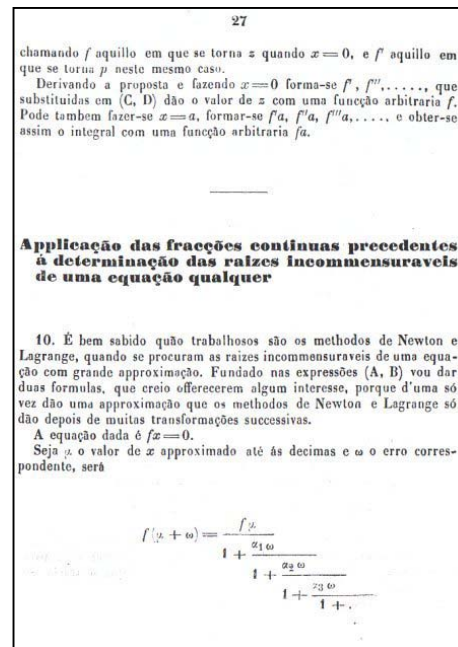 27
chamando f aquillo em que se torna z quando x = 0, e f' aquillo em
que se torna p neste mesmo caso.
Derivando a proposta e fazendo x = 0 forma-se f', f'',....., que
substituidas em (C, D) dão o valor de z com uma funcção arbitraria f.
Pode tambem fazer-se x = a, formar-se f'a, f''a, f'''a,..... e obter-se
assim o integral com uma funcção arbitraria fa.
Applicação das fracções continuas precedentes
á determinação das raizes incommensuraveis
de uma equação qualquer
10. É bem sabido quão trabalhosos são os methodos de Newton e
Lagrange, quando se procuram as raizes incommensuraveis de uma equa-
ção com grande approximação. Fundado nas expressões (A, B) vou dar
duas formulas, que creio offerecerem algum interesse, porque d'uma só
vez dão uma approximação que os methodos de Newton e Lagrange só
dão depois de muitas transformações successivas.
A equação dada é fx = 0.
Seja μ o valor de x approximado até ás decimas e ω o erro corres-
pondente, será
f(μ + ω) = fμ
1 + α₁ ω
1 + α₂ ω
1 + α₃ ω
1 + .